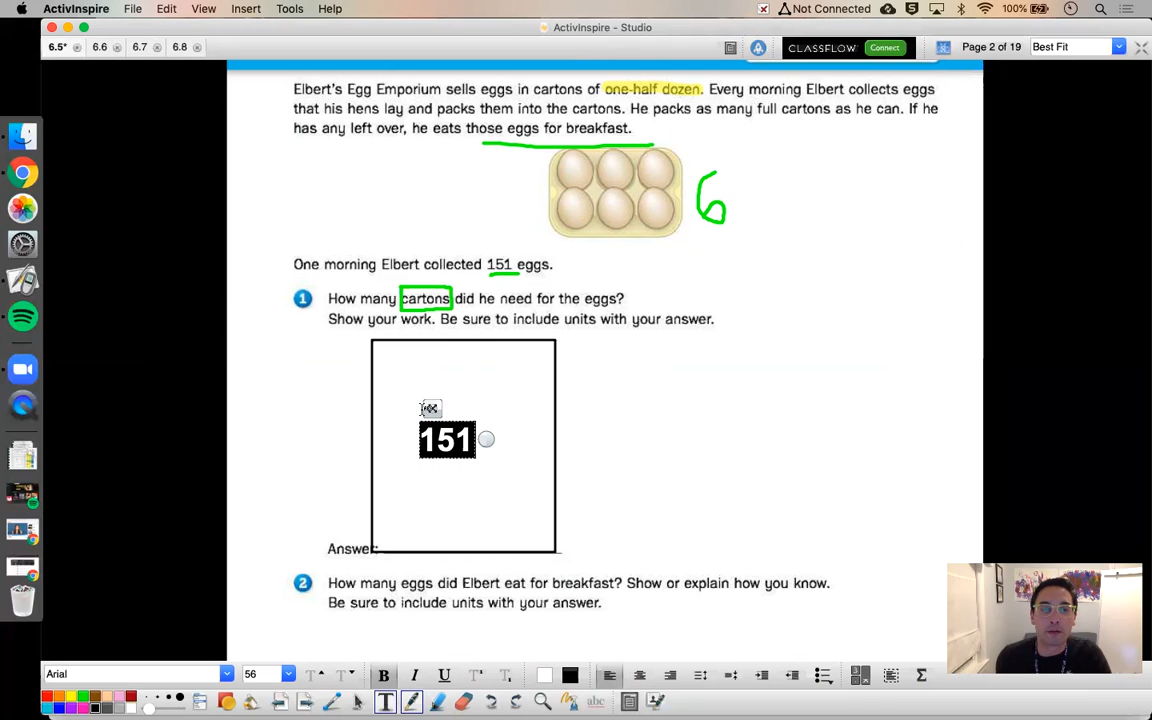 ActivInspire File Edit View Insert Tools Help Not Connected 5 100%
ActivInspire - Studio
6.5* 6.6 6.7 6.8 CLASSFLOW Connect Page 2 of 19 Best Fit
Elbert's Egg Emporium sells eggs in cartons of one-half dozen. Every morning Elbert collects eggs
that his hens lay and packs them into the cartons. He packs as many full cartons as he can. If he
has any left over, he eats those eggs for breakfast.
6
One morning Elbert collected 151 eggs.
1 How many cartons did he need for the eggs?
Show your work. Be sure to include units with your answer.
151
Answer:
2 How many eggs did Elbert eat for breakfast? Show or explain how you know.
Be sure to include units with your answer.
Arial 56 T T B I U T T
T abc